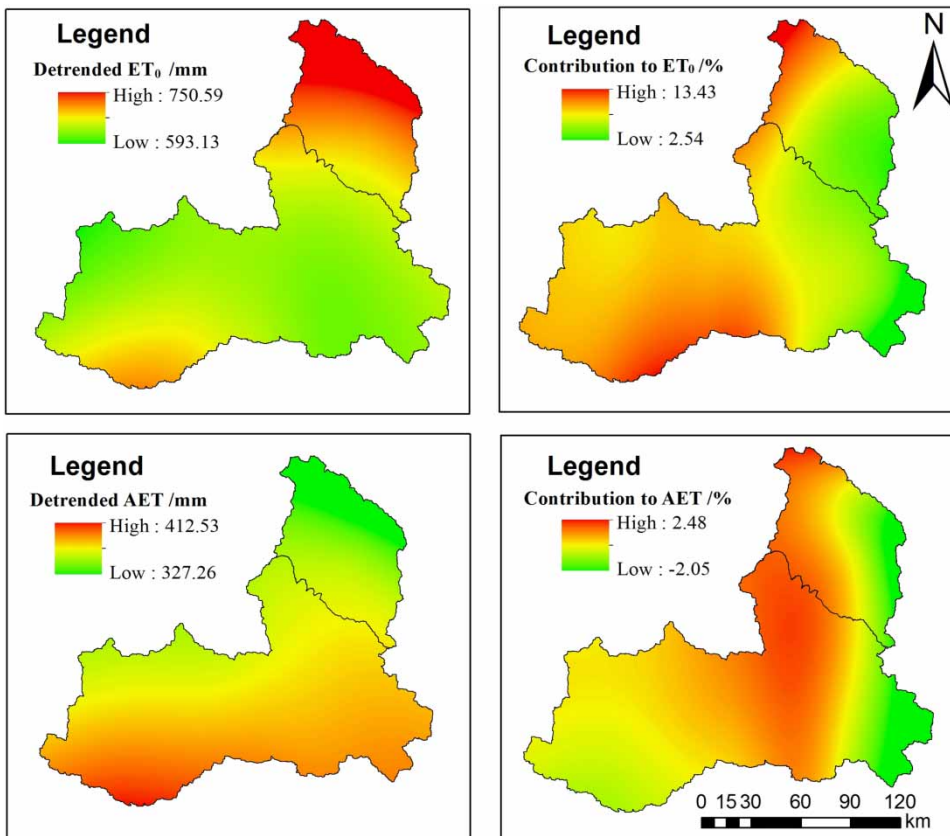 Legend
Detrended ET₀ /mm
High : 750.59
Low : 593.13
Legend
Contribution to ET₀ /%
High : 13.43
Low : 2.54
N
Legend
Detrended AET /mm
High : 412.53
Low : 327.26
Legend
Contribution to AET /%
High : 2.48
Low : -2.05
0 15 30 60 90 120
km